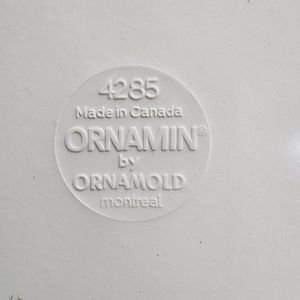 4285
Made in Canada
ORNAMIN®
by
ORNAMOLD
montreal